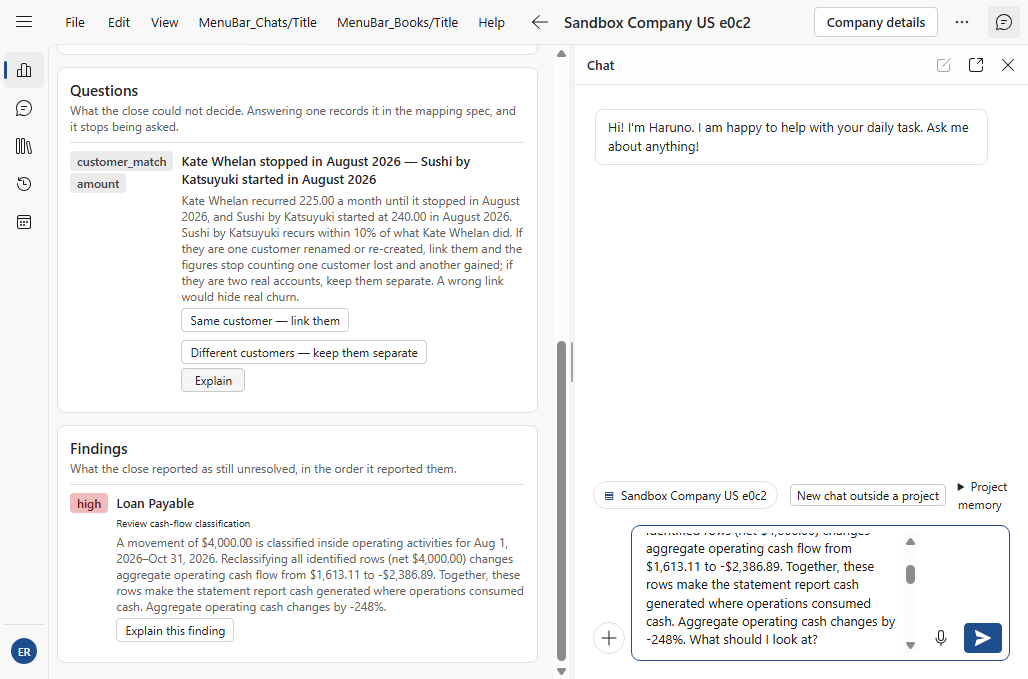 File Edit View MenuBar_Chats/Title MenuBar_Books/Title Help
Sandbox Company US e0c2
Company details
Questions
What the close could not decide. Answering one records it in the mapping spec, and
it stops being asked.
customer_match
amount
Kate Whelan stopped in August 2026 — Sushi by
Katsuyuki started in August 2026
Kate Whelan recurred 225.00 a month until it stopped in August
2026, and Sushi by Katsuyuki started at 240.00 in August 2026.
Sushi by Katsuyuki recurs within 10% of what Kate Whelan did. If
they are one customer renamed or re-created, link them and the
figures stop counting one customer lost and another gained; if
they are two real accounts, keep them separate. A wrong link
would hide real churn.
Same customer — link them
Different customers — keep them separate
Explain
Findings
What the close reported as still unresolved, in the order it reported them.
high
Loan Payable
Review cash-flow classification
A movement of $4,000.00 is classified inside operating activities for Aug 1,
2026–Oct 31, 2026. Reclassifying all identified rows (net $4,000.00) changes
aggregate operating cash flow from $1,613.11 to -$2,386.89. Together, these
rows make the statement report cash generated where operations consumed
cash. Aggregate operating cash changes by -248%.
Explain this finding
ER
Chat
Hi! I'm Haruno. I am happy to help with your daily task. Ask me
about anything!
Sandbox Company US e0c2
New chat outside a project
Project
memory
identified rows (net $4,000.00) changes
aggregate operating cash flow from
$1,613.11 to -$2,386.89. Together, these
rows make the statement report cash
generated where operations consumed
cash. Aggregate operating cash changes by
-248%. What should I look at?